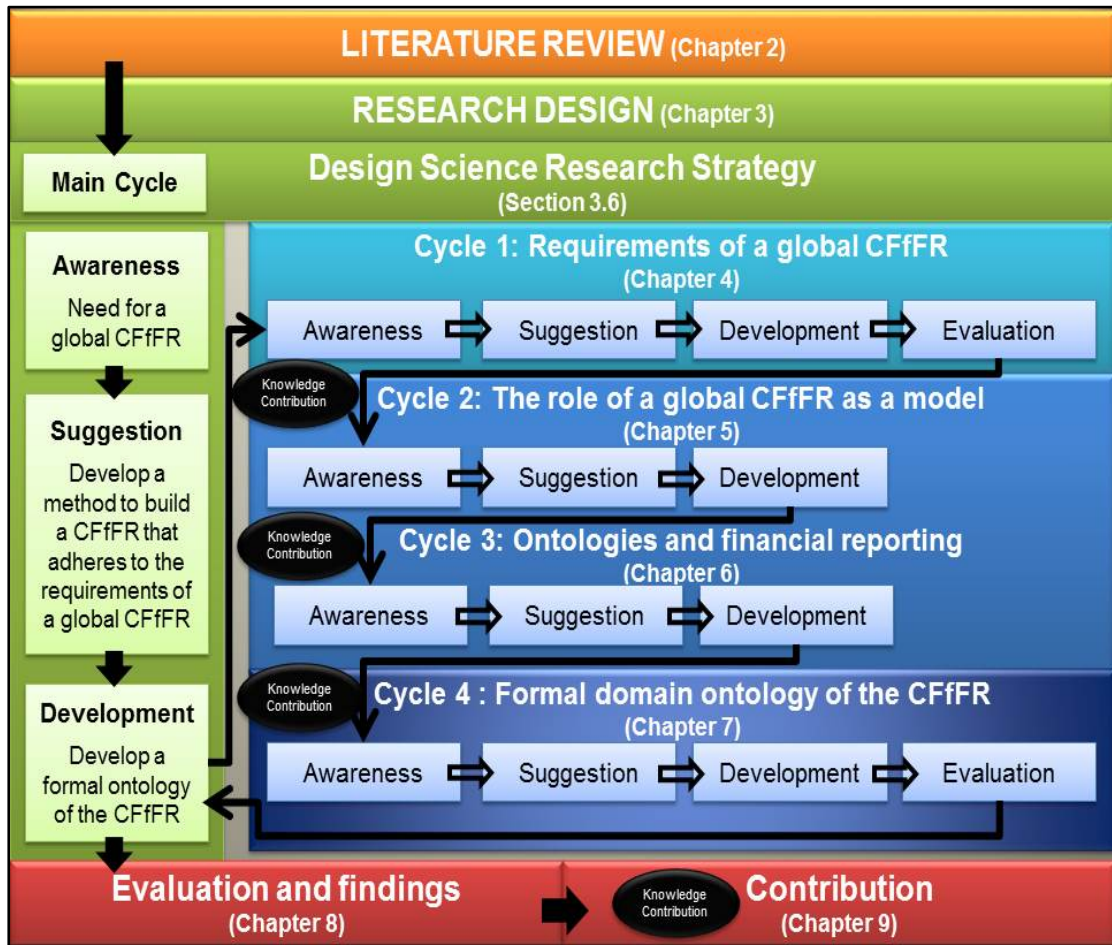 LITERATURE REVIEW (Chapter 2)
RESEARCH DESIGN (Chapter 3)
Main Cycle
Design Science Research Strategy
(Section 3.6)
Awareness
Need for a
global CFfFR
Suggestion
Develop a
method to build
a CFfFR that
adheres to the
requirements of
a global CFfFR
Development
Develop a
formal ontology
of the CFfFR
Cycle 1: Requirements of a global CFfFR
(Chapter 4)
Awareness
Suggestion
Development
Evaluation
Knowledge
Contribution
Cycle 2: The role of a global CFfFR as a model
(Chapter 5)
Awareness
Suggestion
Development
Knowledge
Contribution
Cycle 3: Ontologies and financial reporting
(Chapter 6)
Awareness
Suggestion
Development
Knowledge
Contribution
Cycle 4 : Formal domain ontology of the CFfFR
(Chapter 7)
Awareness
Suggestion
Development
Evaluation
Evaluation and findings
(Chapter 8)
Knowledge
Contribution
Contribution
(Chapter 9)